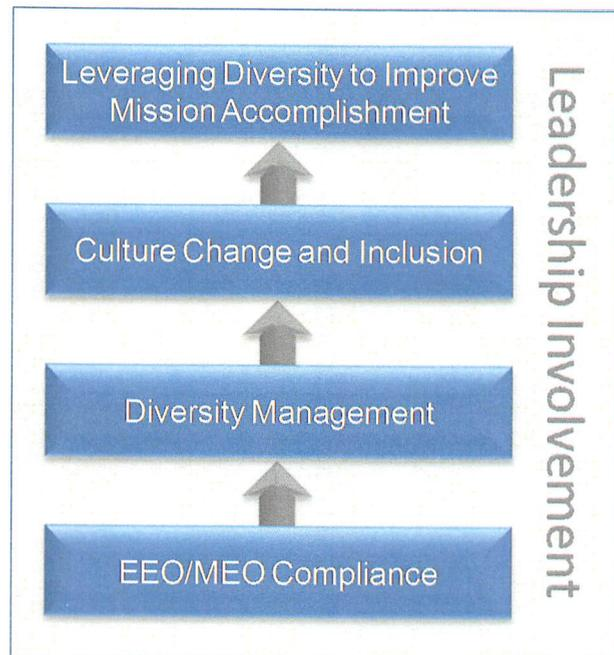 Leveraging Diversity to Improve
Mission Accomplishment
Culture Change and Inclusion
Diversity Management
EEO/MEO Compliance
Leadership Involvement